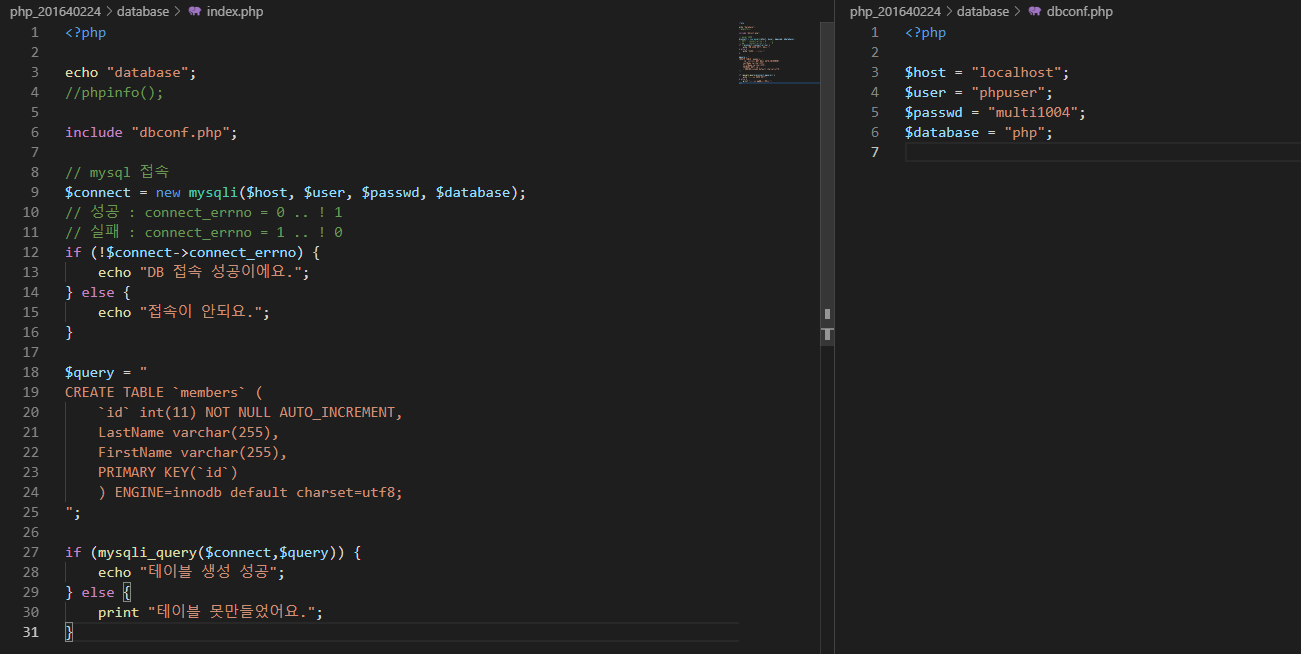 php_201640224 > database > index.php
1 <?php
2
3 echo "database";
4 //phpinfo();
5
6 include "dbconf.php";
7
8 // mysql 접속
9 $connect = new mysqli($host, $user, $passwd, $database);
10 // 성공 : connect_errno = 0 .. ! 1
11 // 실패 : connect_errno = 1 .. ! 0
12 if (!$connect->connect_errno) {
13     echo "DB 접속 성공이에요.";
14 } else {
15     echo "접속이 안되요.";
16 }
17
18 $query = "
19 CREATE TABLE `members` (
20     `id` int(11) NOT NULL AUTO_INCREMENT,
21     LastName varchar(255),
22     FirstName varchar(255),
23     PRIMARY KEY(`id`)
24     ) ENGINE=innodb default charset=utf8;
25 ";
26
27 if (mysqli_query($connect,$query)) {
28     echo "테이블 생성 성공";
29 } else {
30     print "테이블 못만들었어요.";
31 }
php_201640224 > database > dbconf.php
1 <?php
2
3 $host = "localhost";
4 $user = "phpuser";
5 $passwd = "multi1004";
6 $database = "php";
7